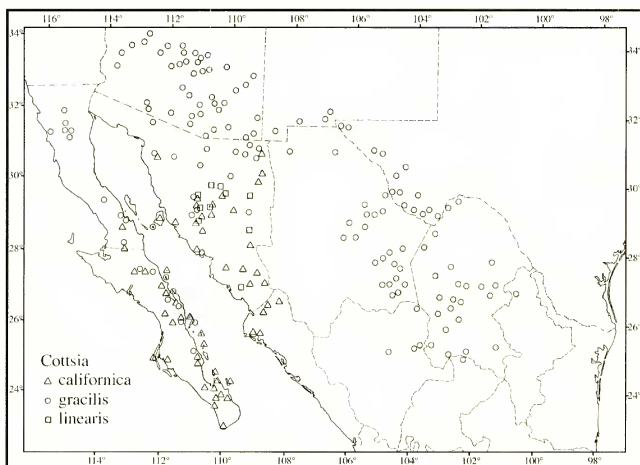 116° 114° 112° 110° 108° 106° 104° 102° 100° 98°
34° 34°
32° 32°
30° 30°
28° 28°
26° 26°
24° 24°
Cottsia
△ californica
○ gracilis
□ linearis
114° 112° 110° 108° 106° 104° 102° 100° 98°